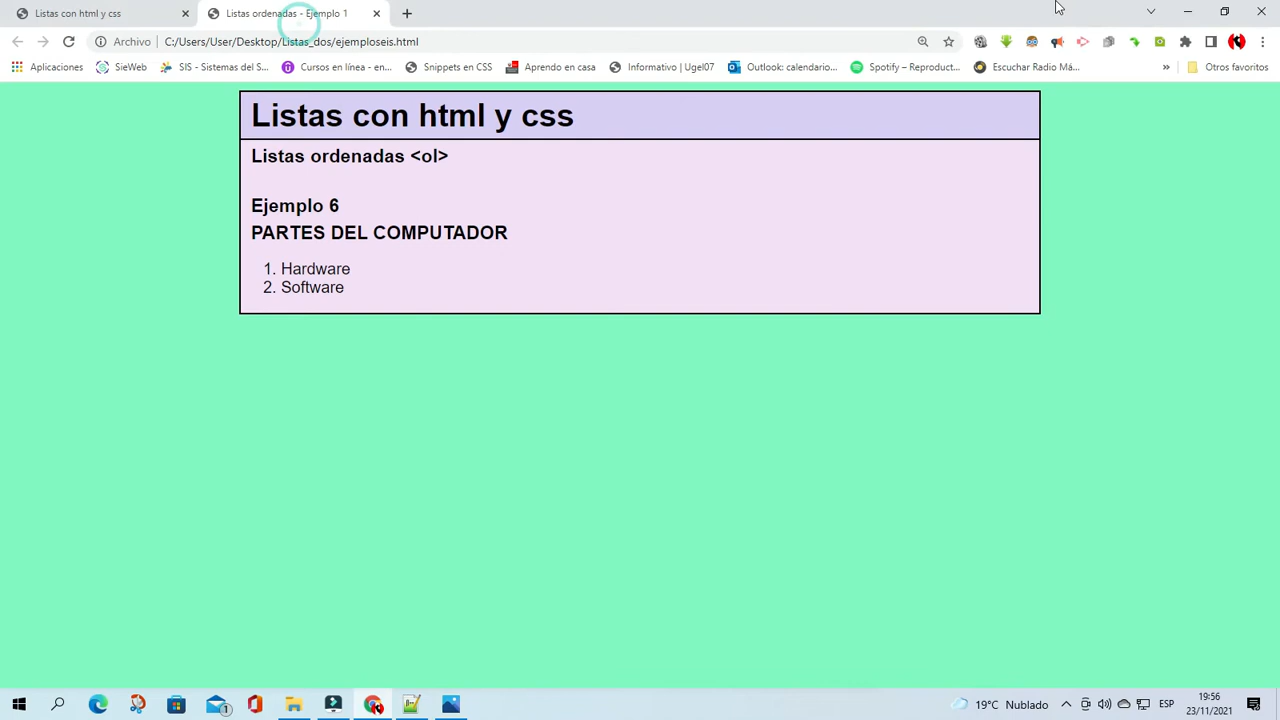 Listas con html y css
Listas ordenadas - Ejemplo 1
Archivo
C:/Users/User/Desktop/Listas_dos/ejemploseis.html
Aplicaciones
SieWeb
SIS - Sistemas del S...
Cursos en línea - en...
Snippets en CSS
Aprendo en casa
Informativo | Ugel07
Outlook: calendario...
Spotify – Reproduct...
Escuchar Radio Má...
»
Otros favoritos
Listas con html y css
Listas ordenadas <ol>
Ejemplo 6
PARTES DEL COMPUTADOR
1. Hardware
2. Software
1
19°C Nublado
ESP
19:56
23/11/2021